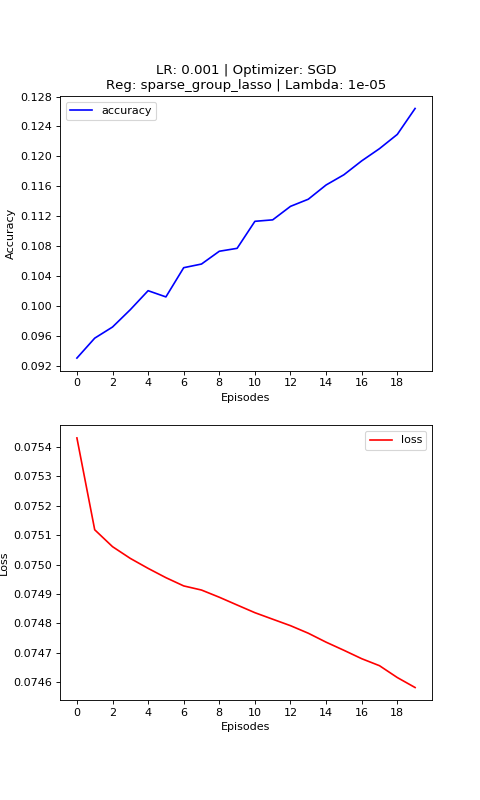 LR: 0.001 | Optimizer: SGD
Reg: sparse_group_lasso | Lambda: 1e-05
0.128
0.124
0.120
0.116
0.112
0.108
0.104
0.100
0.096
0.092
Accuracy
accuracy
0 2 4 6 8 10 12 14 16 18
Episodes
0.0754
0.0753
0.0752
0.0751
0.0750
0.0749
0.0748
0.0747
0.0746
Loss
loss
0 2 4 6 8 10 12 14 16 18
Episodes